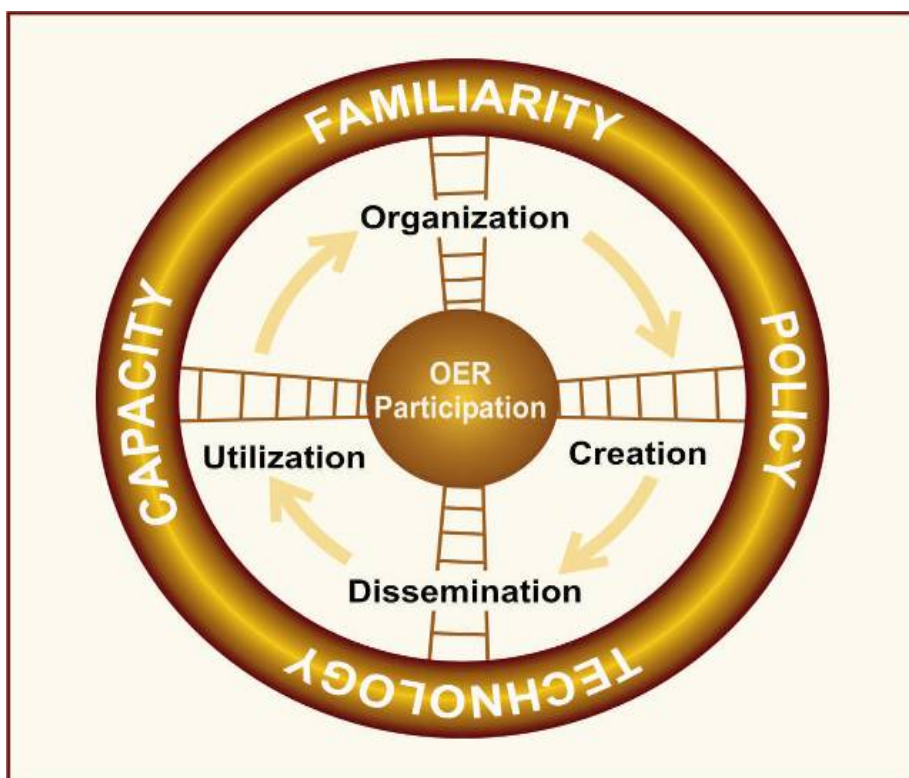 FAMILIARITY
Organization
CAPACITY
POLICY
OER
Participation
Utilization
Creation
Dissemination
TECHNOLOGY